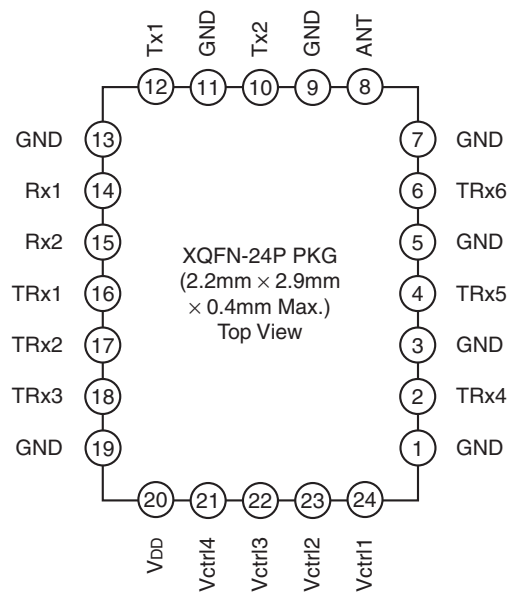 Tx1
GND
Tx2
GND
ANT
12
11
10
9
8
GND 13
7 GND
Rx1 14
6 TRx6
Rx2 15
5 GND
TRx1 16
4 TRx5
TRx2 17
3 GND
TRx3 18
2 TRx4
GND 19
1 GND
XQFN-24P PKG
(2.2mm × 2.9mm
× 0.4mm Max.)
Top View
20
21
22
23
24
VDD
Vctrl4
Vctrl3
Vctrl2
Vctrl1